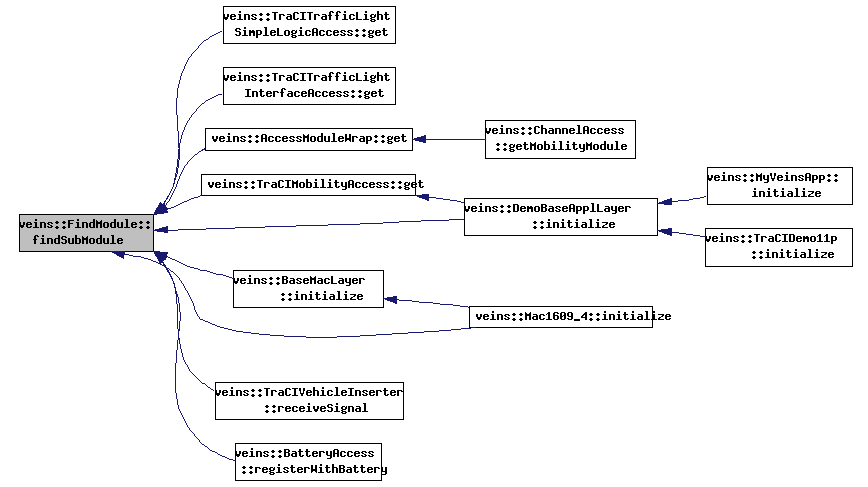 veins::TraCITrafficLight
SimpleLogicAccess::get
veins::TraCITrafficLight
InterfaceAccess::get
veins::AccessModuleWrap::get
veins::ChannelAccess
::getMobilityModule
veins::TraCIMobilityAccess::get
veins::MyVeinsApp::
initialize
veins::DemoBaseApplLayer
::initialize
veins::FindModule::
findSubModule
veins::TraCIDemo11p
::initialize
veins::BaseMacLayer
::initialize
veins::Mac1609_4::initialize
veins::TraCIVehicleInserter
::receiveSignal
veins::BatteryAccess
::registerWithBattery